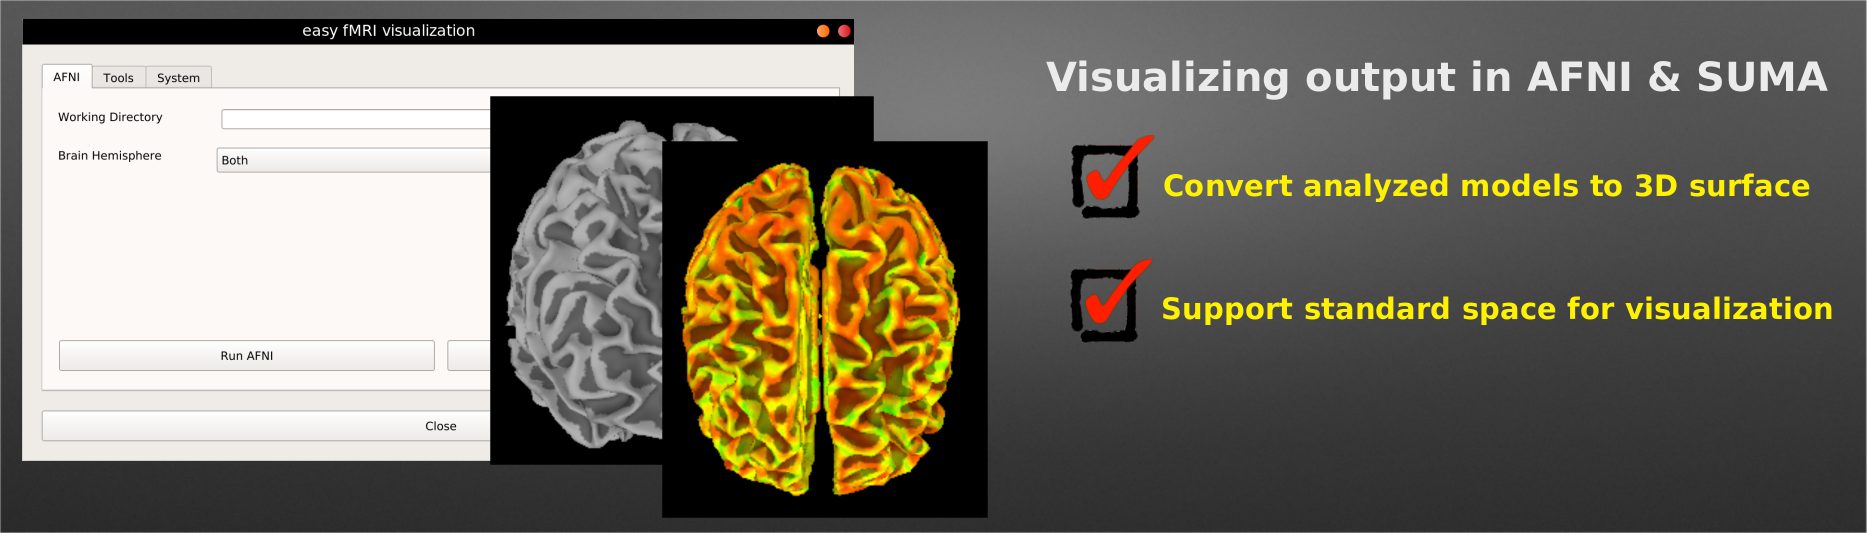 easy fMRI visualization
AFNI Tools System
Working Directory
Brain Hemisphere Both
Run AFNI
Close
Visualizing output in AFNI & SUMA
Convert analyzed models to 3D surface
Support standard space for visualization